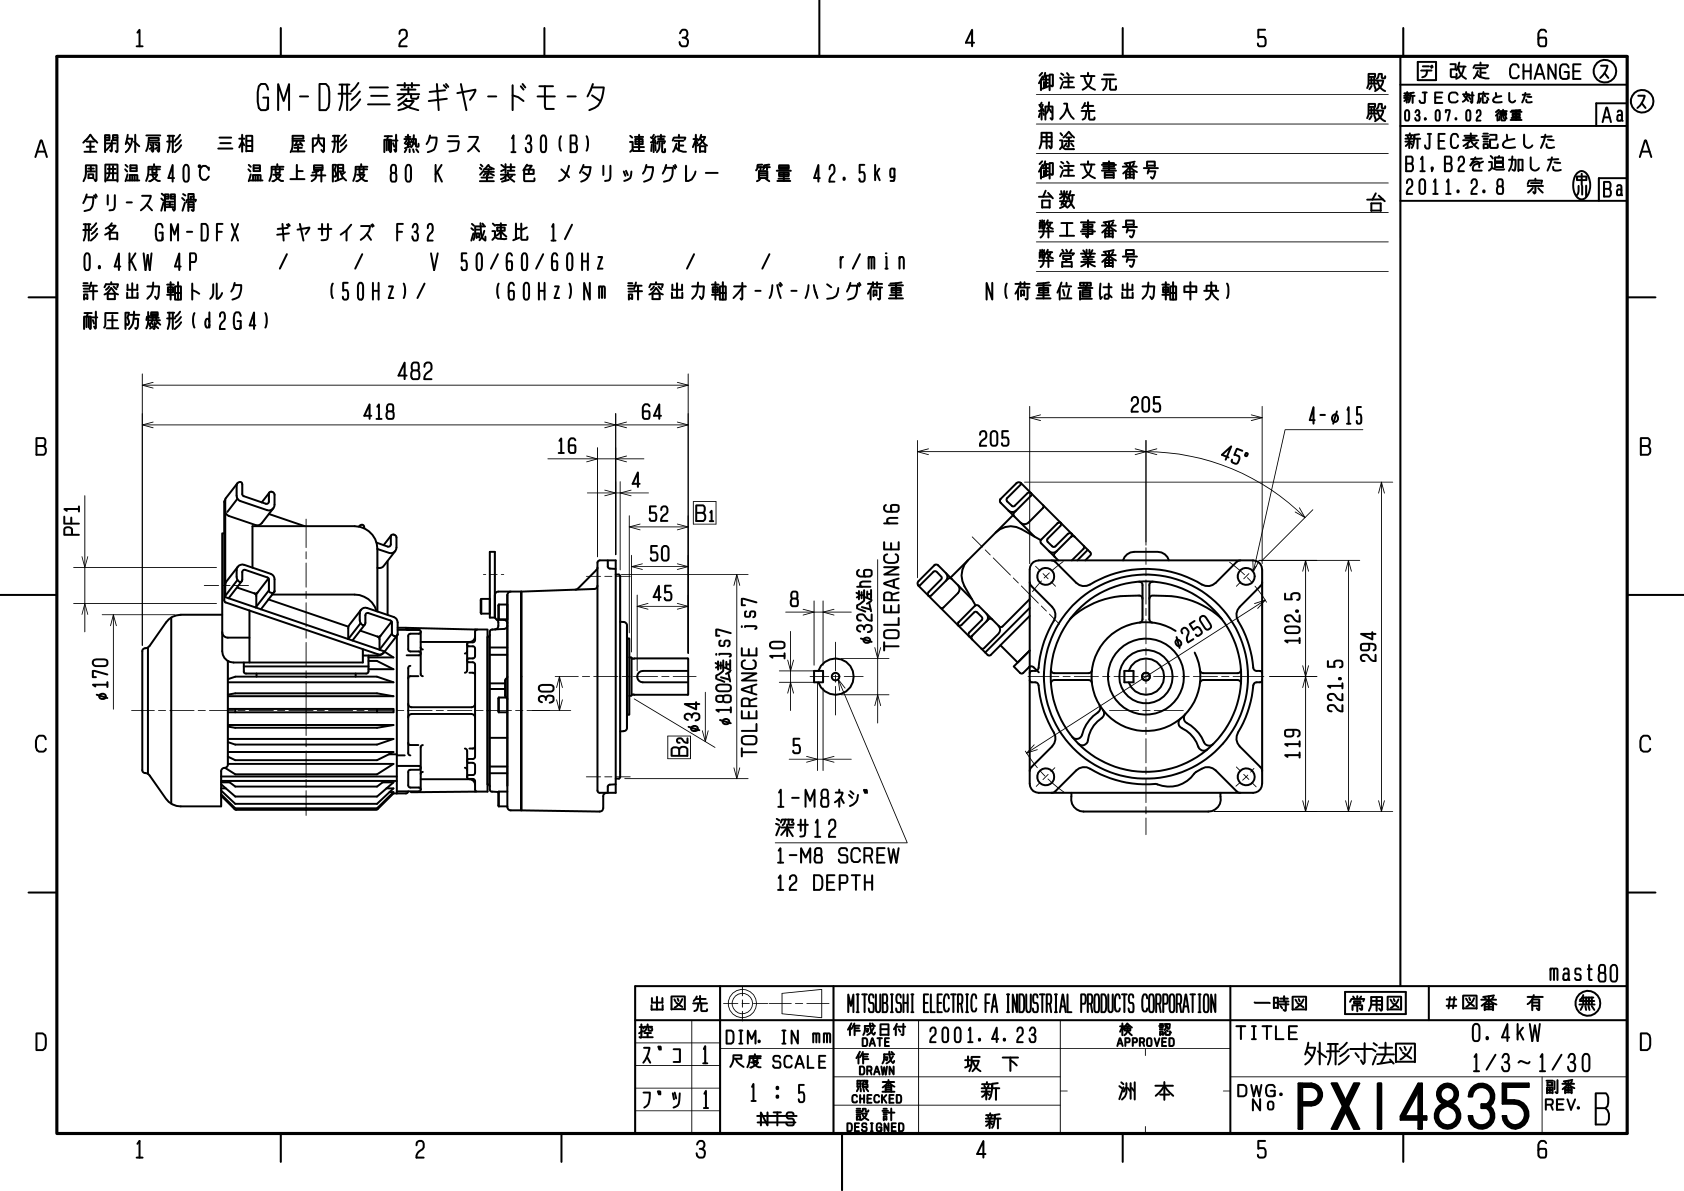 1 2 3 4 5 6
GM-D形三菱ギヤードモータ
全閉外扇形 三相 屋内形 耐熱クラス 130(B) 連続定格
周囲温度40℃ 温度上昇限度 80 K 塗装色 メタリックグレー 質量 42.5kg
グリース潤滑
形名 GM-DFX ギヤサイズ F32 減速比 1/
0.4KW 4P / / V 50/60/60Hz / / r/min
許容出力軸トルク (50Hz)/ (60Hz)Nm 許容出力軸オーバーハング荷重 N(荷重位置は出力軸中央)
耐圧防爆形(d2G4)
御注文元 殿
納入先 殿
用途
御注文書番号
台数 台
弊工事番号
弊営業番号
デ 改定 CHANGE ス
新JEC対応とした
03.07.02 徳重 Aa
ス
新JEC表記とした
B1,B2を追加した
2011.2.8 宗 Ba
A A
B B
C C
D D
482
418 64
16
4
52 B1
50
45
PF1
φ170
30
φ34
B2
φ180公差js7
TOLERANCE js7
8
10
5
φ32公差h6
TOLERANCE h6
1-M8ネジ
深サ12
1-M8 SCREW
12 DEPTH
205
205
4-φ15
45°
φ250
102.5
119
221.5
294
mast80
出図先
控
ズコ 1
ブツ 1
DIM. IN mm
尺度 SCALE
1 : 5
NTS
MITSUBISHI ELECTRIC FA INDUSTRIAL PRODUCTS CORPORATION
作成日付 DATE 2001.4.23
作成 DRAWN 坂下
照査 CHECKED 新
設計 DESIGNED 新
検認 APPROVED
洲本
一時図 常用図 #図番 有 無
TITLE 0.4kW
外形寸法図 1/3~1/30
DWG. No PX14835 副番 REV. B
1 2 3 4 5 6